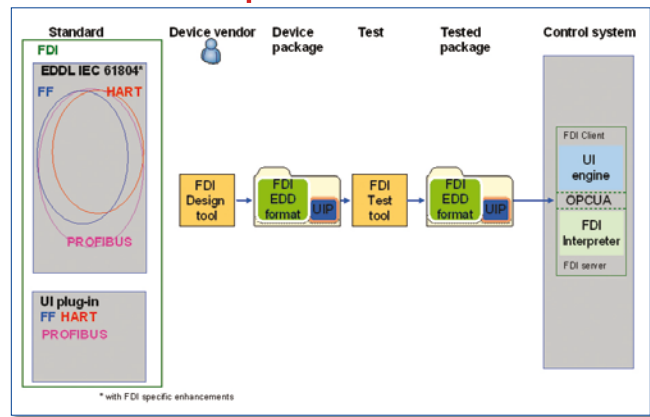 Standard
Device vendor
Device
package
Test
Tested
package
Control system
FDI
EDDL IEC 61804*
FF
HART
PROFIBUS
UI plug-in
FF HART
PROFIBUS
* with FDI specific enhancements
FDI
Design
tool
FDI
EDD
format
UIP
FDI
Test
tool
FDI
EDD
format
UIP
FDI Client
UI
engine
OPCUA
FDI
Interpreter
FDI server